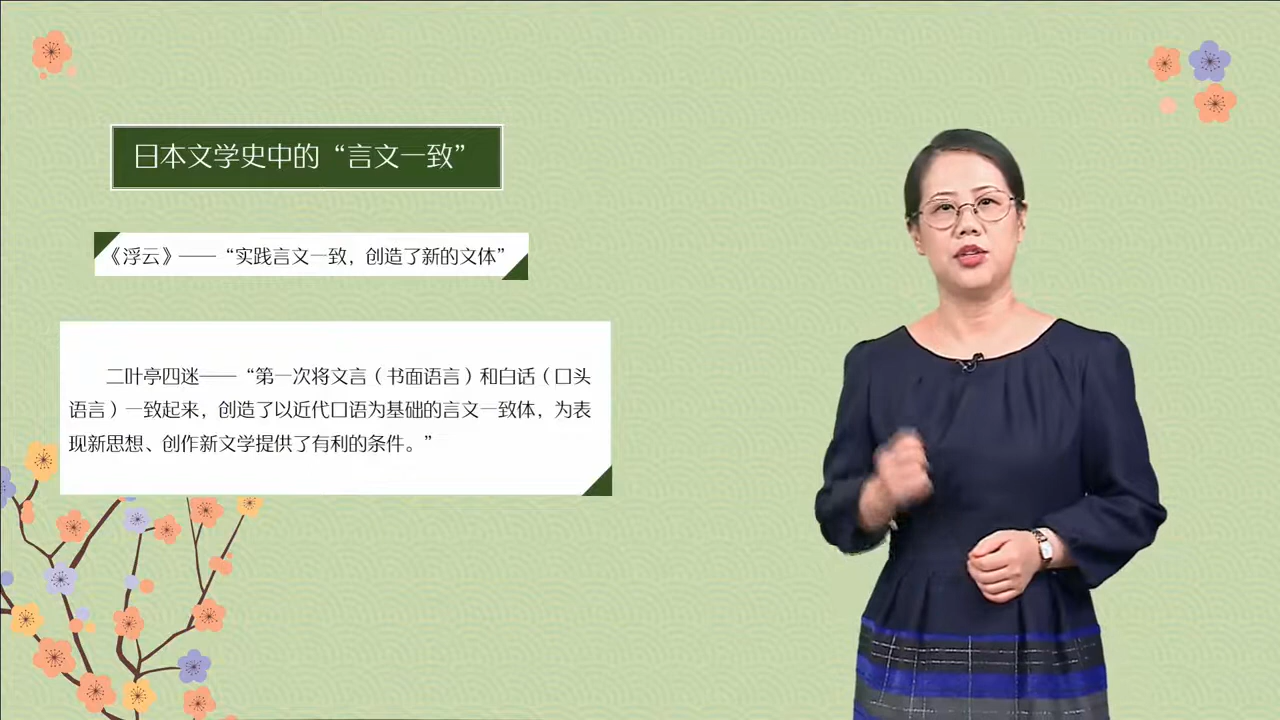 日本文学史中的“言文一致”
《浮云》——“实践言文一致，创造了新的文体”
二叶亭四迷——“第一次将文言（书面语言）和白话（口头
语言）一致起来，创造了以近代口语为基础的言文一致体，为表
现新思想、创作新文学提供了有利的条件。”